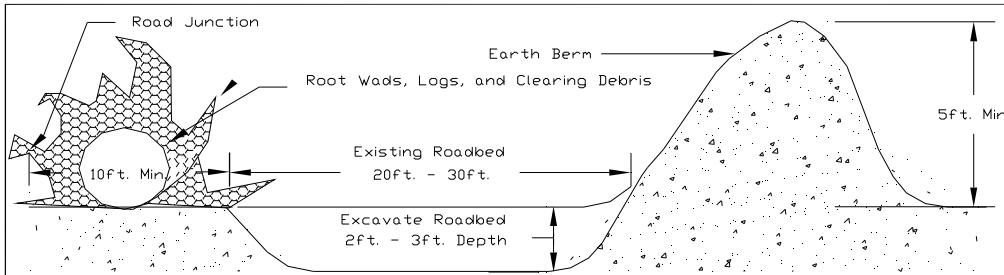 Road Junction
Earth Berm
Root Wads, Logs, and Clearing Debris
5ft. Min
Existing Roadbed
10ft. Min.
20ft. - 30ft.
Excavate Roadbed
2ft. - 3ft. Depth